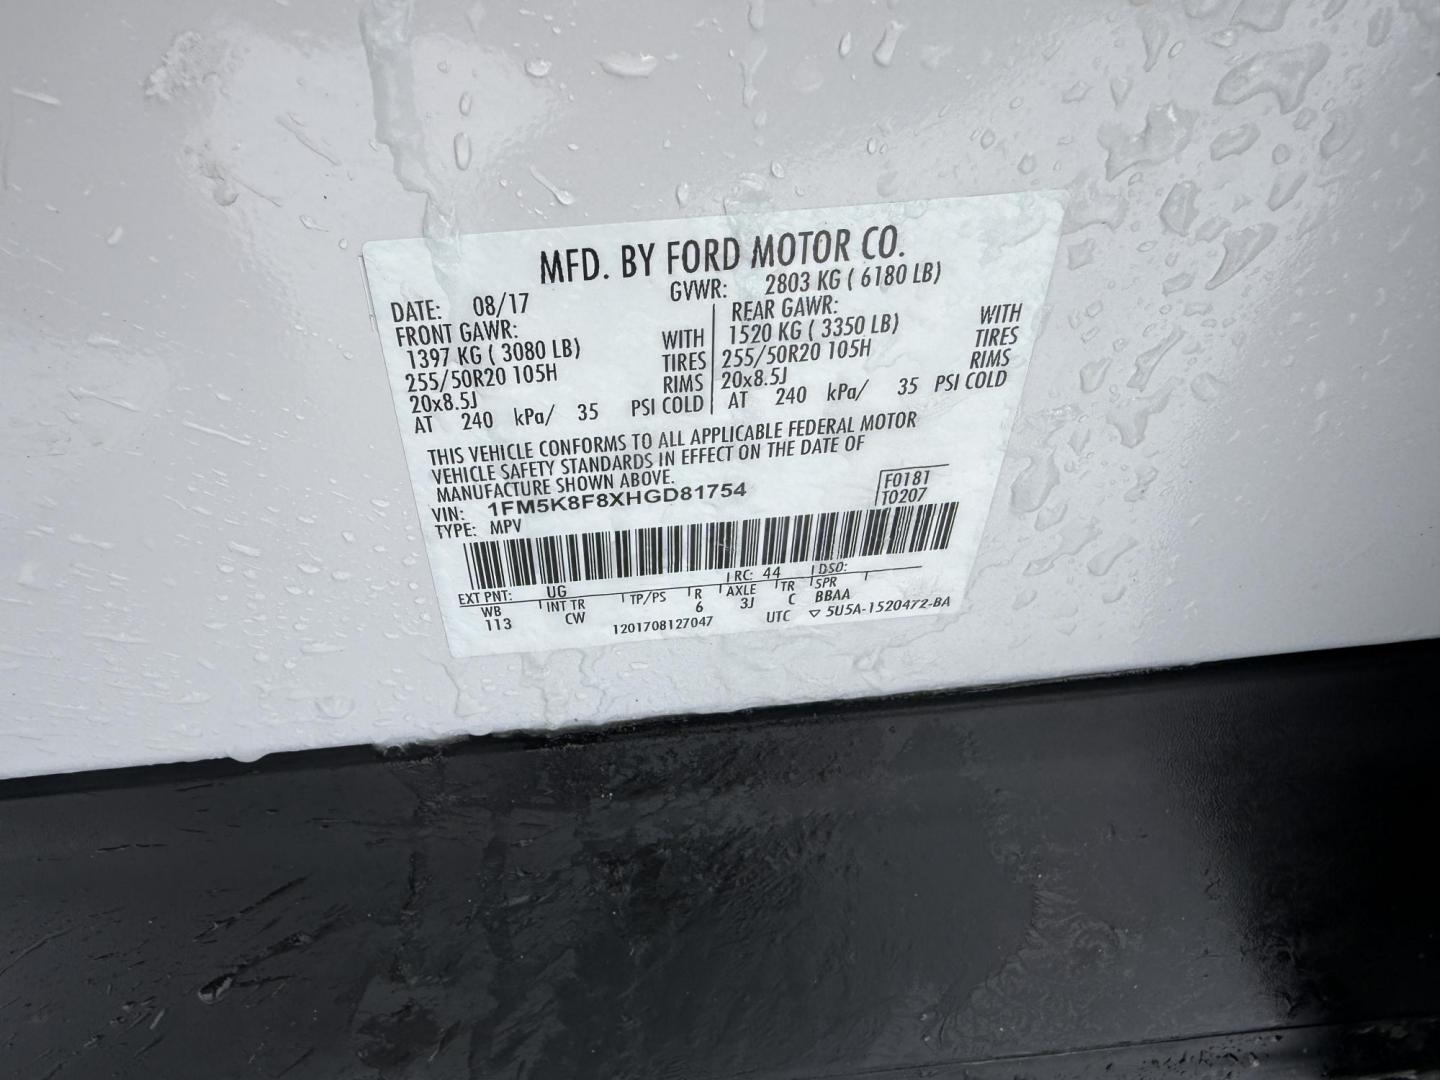 MFD. BY FORD MOTOR CO.
DATE: 08/17 GVWR: 2803 KG ( 6180 LB)
FRONT GAWR: REAR GAWR:
1397 KG ( 3080 LB) WITH 1520 KG ( 3350 LB) WITH
255/50R20 105H TIRES 255/50R20 105H TIRES
20x8.5J RIMS 20x8.5J RIMS
AT 240 kPa/ 35 PSI COLD AT 240 kPa/ 35 PSI COLD
THIS VEHICLE CONFORMS TO ALL APPLICABLE FEDERAL MOTOR
VEHICLE SAFETY STANDARDS IN EFFECT ON THE DATE OF
MANUFACTURE SHOWN ABOVE.
VIN: 1FM5K8F8XHGD81754 F0181
TYPE: MPV T0207
EXT PNT: UG RC: 44 DSO:
WB INT TR TP/PS R AXLE TR SPR
113 CW 6 3J C BBAA
1201708127047 UTC ▽ 5U5A-1520472-BA